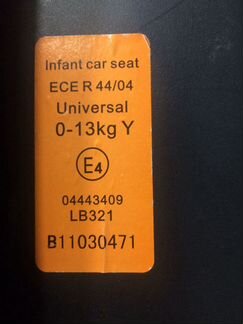 Infant car seat
ECE R 44/04
Universal
0-13kg Y
E4
04443409
LB321
B11030471